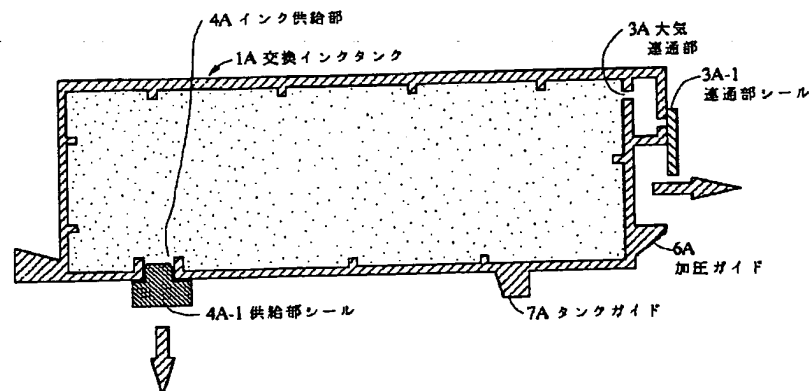 4A インク供給部
1A 交換インクタンク
3A 大気
連通部
3A-1
連通部シール
6A
加圧ガイド
7A タンクガイド
4A-1 供給部シール